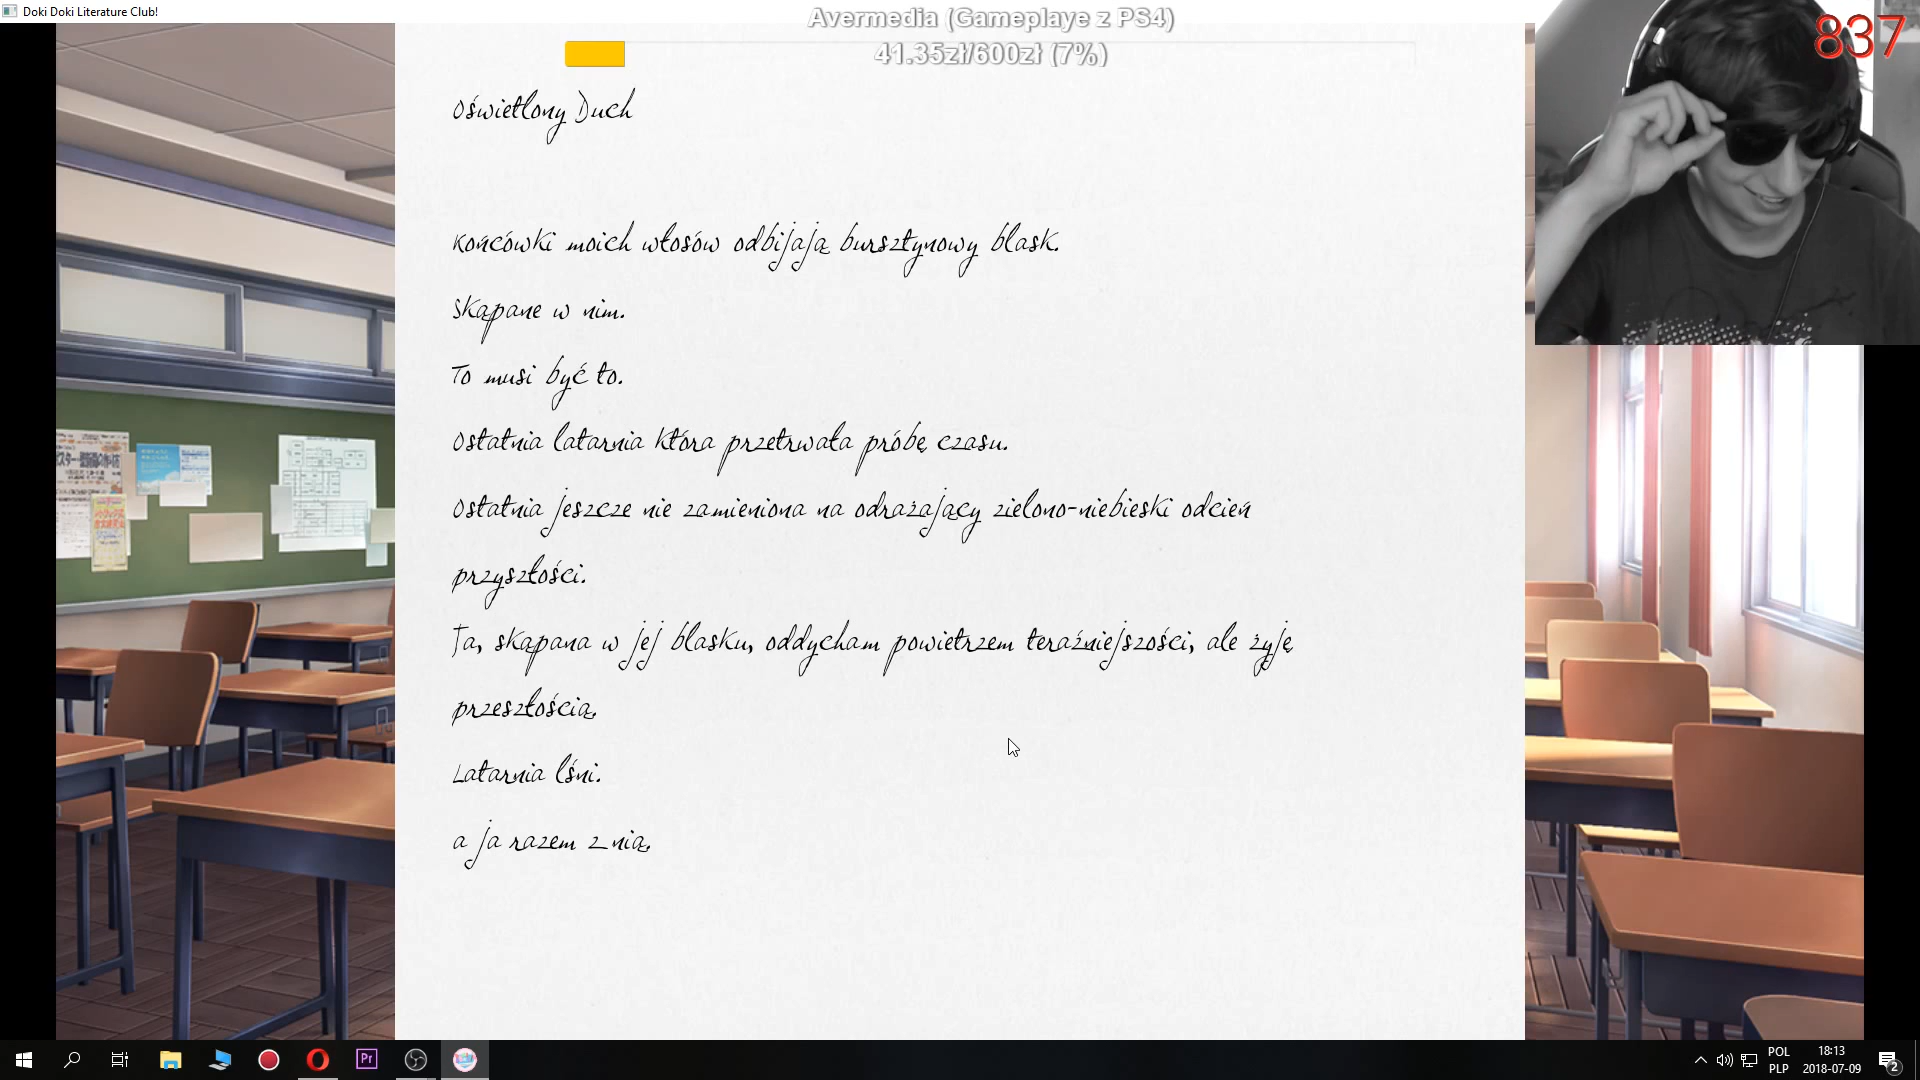 Doki Doki Literature Club!
Avermedia (Gameplaye z PS4)
41.35zł/600zł (7%)
837
Oświetlony Duch
Końcówki moich włosów odbijają bursztynowy blask.
Skąpane w nim.
To musi być to.
Ostatnia latarnia która przetrwała próbę czasu.
Ostatnia jeszcze nie zamieniona na odrażający zielono-niebieski odcień
przyszłości.
Ja, skąpana w jej blasku, oddycham powietrzem teraźniejszości, ale żyję
przeszłością.
Latarnia lśni.
a ja razem z nią.
Pr
POL
PLP
18:13
2018-07-09
2